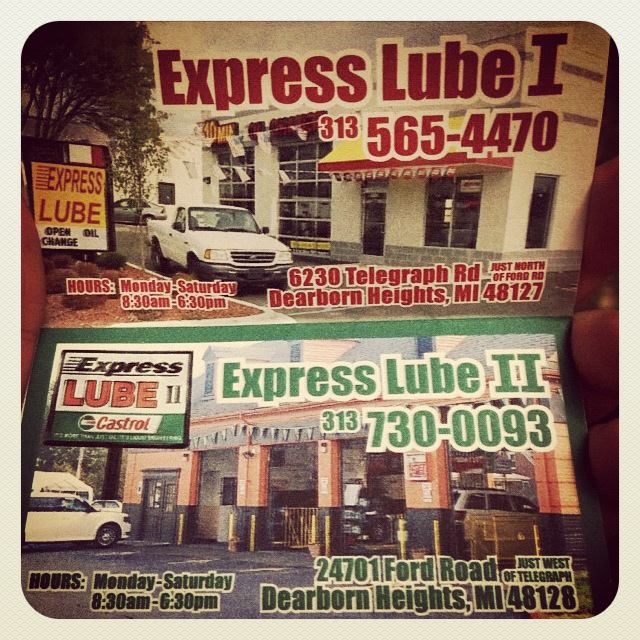 Express Lube I
313 565-4470
EXPRESS
LUBE
OPEN OIL
CHANGE
HOURS: Monday-Saturday
8:30am-6:30pm
6230 Telegraph Rd JUST NORTH OF FORD RD
Dearborn Heights, MI 48127
Express
LUBE II
Castrol
Express Lube II
313 730-0093
HOURS: Monday-Saturday
8:30am-6:30pm
24701 Ford Road JUST WEST OF TELEGRAPH
Dearborn Heights, MI 48128